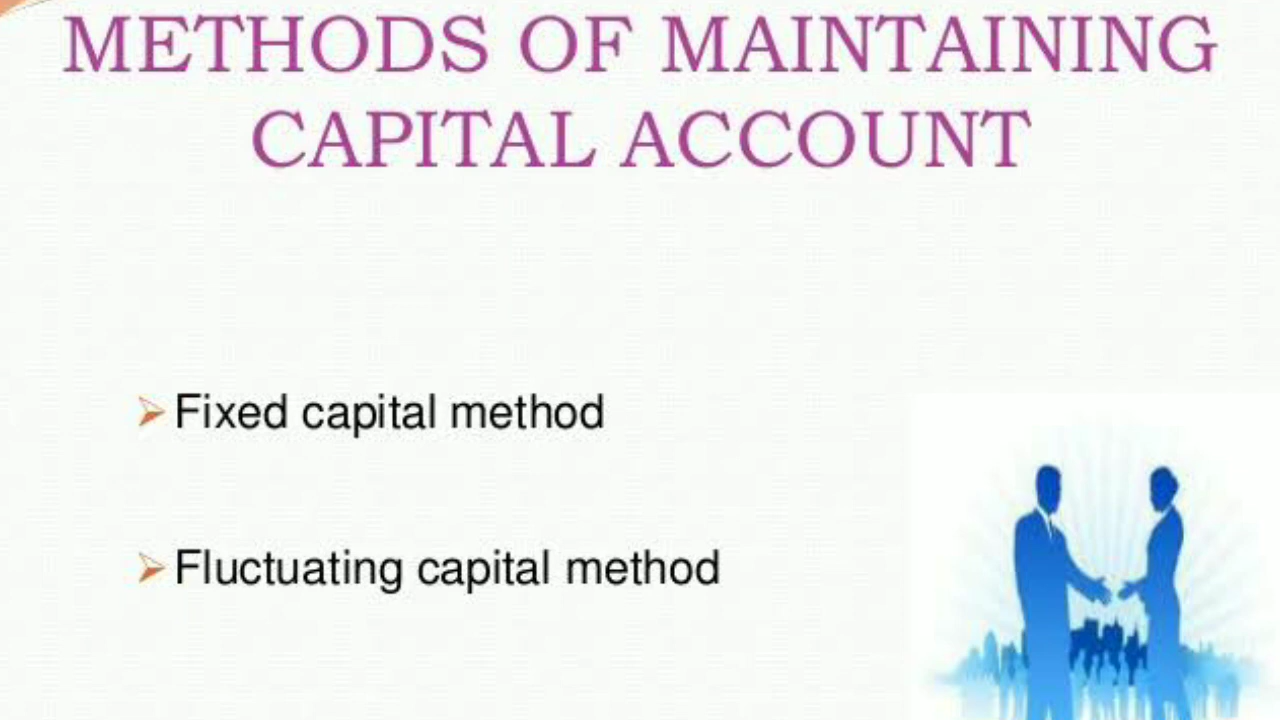 METHODS OF MAINTAINING
CAPITAL ACCOUNT
Fixed capital method
Fluctuating capital method